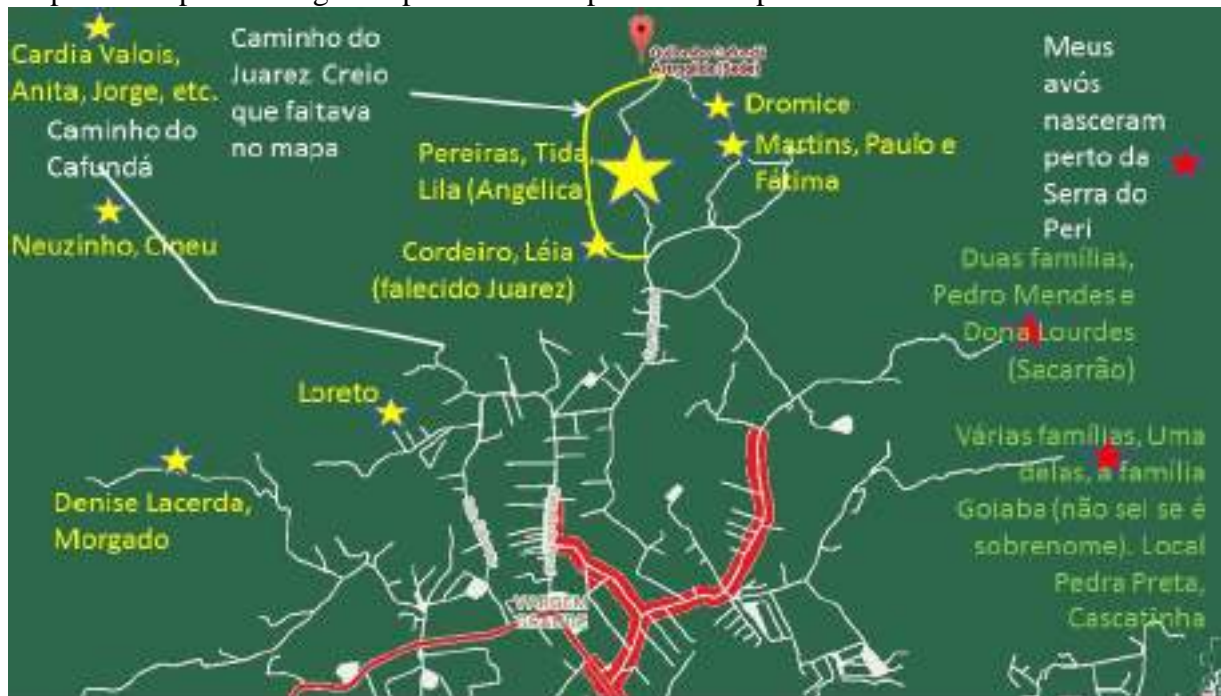 Cardia Valois,
Anita, Jorge, etc.
Caminho do
Cafundá
Neuzinho, Cineu
Caminho do
Juarez. Creio
que faltava
no mapa
Pereiras, Tida,
Lila (Angélica)
Cordeiro, Léia
(falecido Juarez)
Dromice
Martins, Paulo e
Fátima
Meus
avós
nasceram
perto da
Serra do
Peri
Duas famílias,
Pedro Mendes e
Dona Lourdes
(Sacarrão)
Loreto
Denise Lacerda,
Morgado
Várias famílias, Uma
delas, a família
Goiaba (não sei se é
sobrenome). Local
Pedra Preta,
Cascatinha
VARGEM